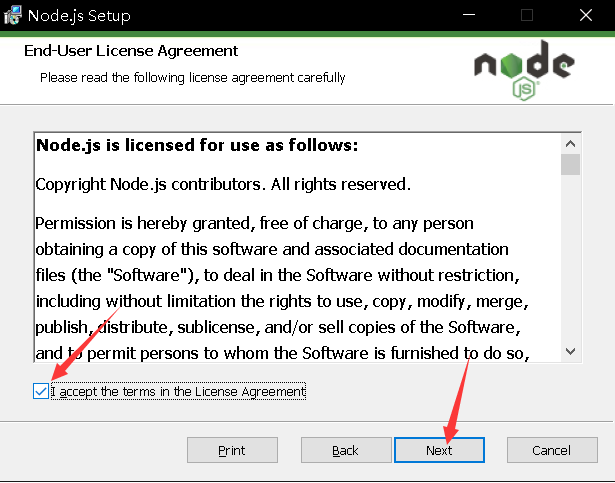 Node.js Setup
End-User License Agreement
Please read the following license agreement carefully
node
JS
Node.js is licensed for use as follows:
Copyright Node.js contributors. All rights reserved.
Permission is hereby granted, free of charge, to any person
obtaining a copy of this software and associated documentation
files (the "Software"), to deal in the Software without restriction,
including without limitation the rights to use, copy, modify, merge,
publish, distribute, sublicense, and/or sell copies of the Software,
and to permit persons to whom the Software is furnished to do so,
I accept the terms in the License Agreement
Print Back Next Cancel